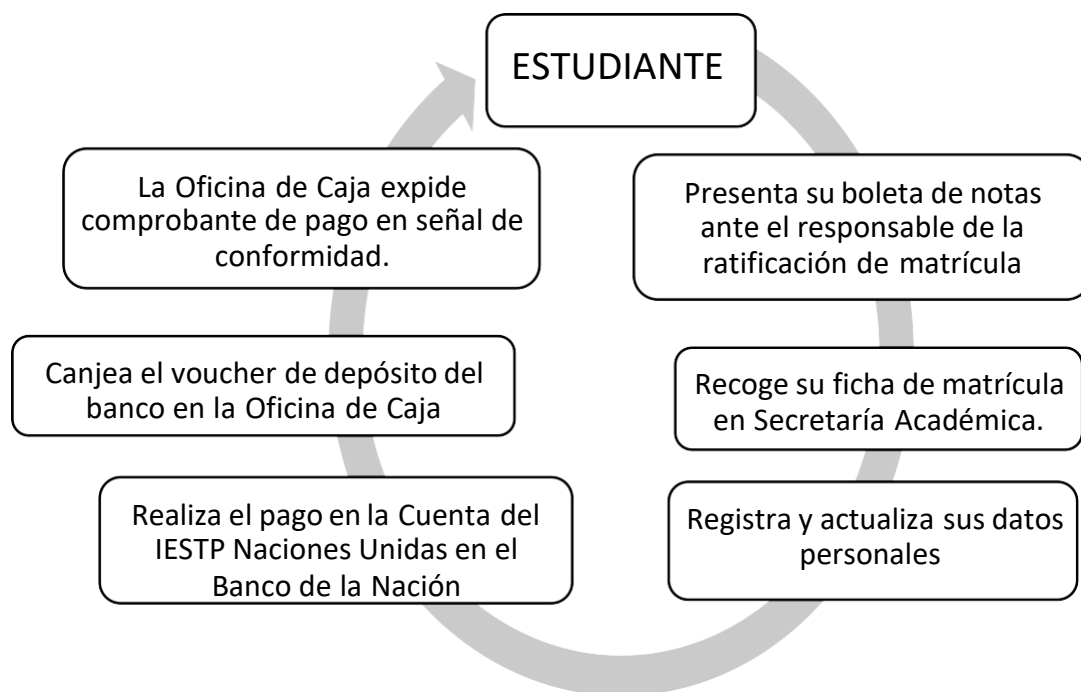 ESTUDIANTE
Presenta su boleta de notas
ante el responsable de la
ratificación de matrícula
Recoge su ficha de matrícula
en Secretaría Académica.
Registra y actualiza sus datos
personales
Realiza el pago en la Cuenta del
IESTP Naciones Unidas en el
Banco de la Nación
Canjea el voucher de depósito del
banco en la Oficina de Caja
La Oficina de Caja expide
comprobante de pago en señal de
conformidad.